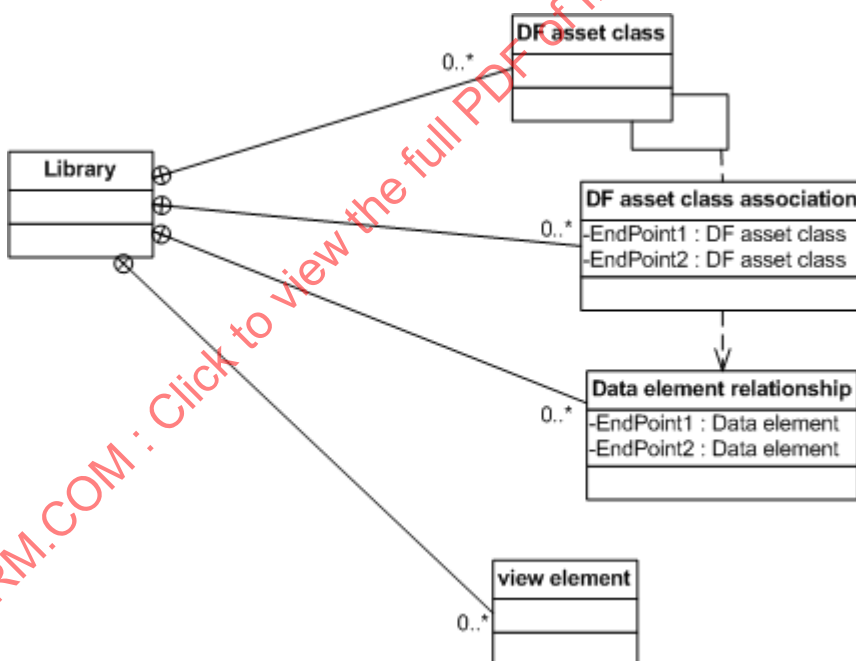 DF asset class
0..*
Library
DF asset class association
-EndPoint1 : DF asset class
-EndPoint2 : DF asset class
0..*
Data element relationship
-EndPoint1 : Data element
-EndPoint2 : Data element
0..*
view element
0..*
RM.COM : Click to view the full PDF of